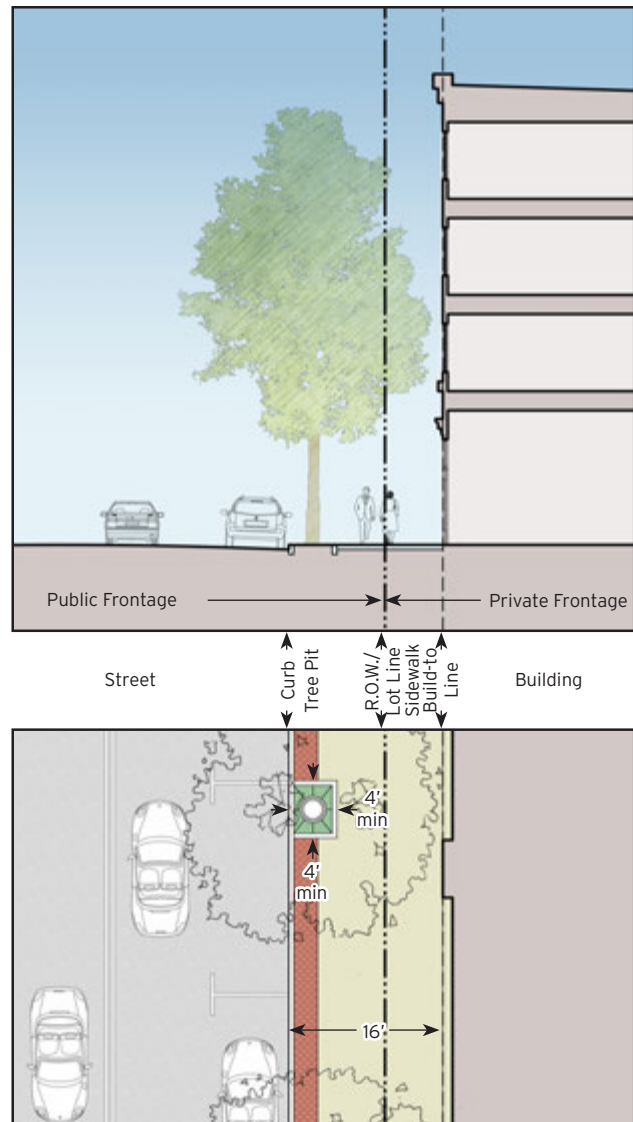 Public Frontage
Private Frontage
Street
Curb
Tree Pit
R.O.W./
Lot Line
Sidewalk
Build-to
Line
Building
4'
min
4'
min
16'